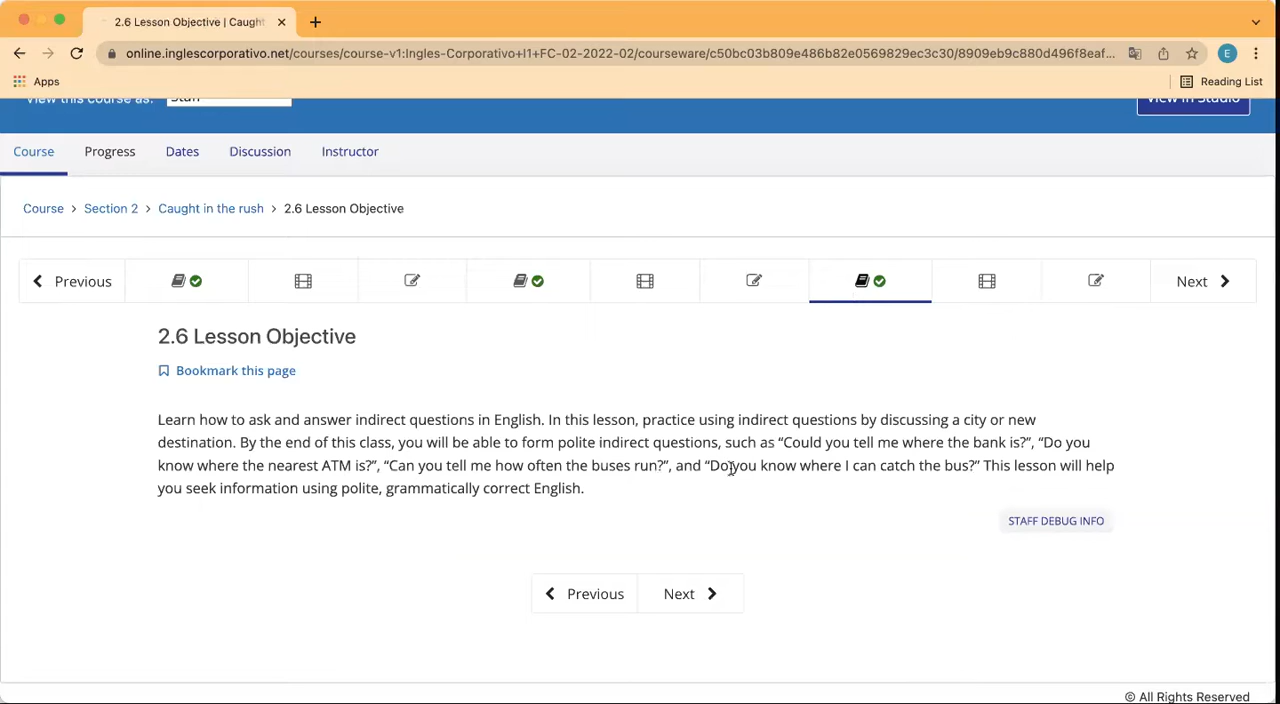 2.6 Lesson Objective | Caught
online.inglescorporativo.net/courses/course-v1:Ingles-Corporativo+I1+FC-02-2022-02/courseware/c50bc03b809e486b82e0569829ec3c30/8909eb9c880d496f8eaf...
E
Apps
Reading List
View this course as:
Staff
View in Studio
Course
Progress
Dates
Discussion
Instructor
Course > Section 2 > Caught in the rush > 2.6 Lesson Objective
Previous
Next
2.6 Lesson Objective
Bookmark this page
Learn how to ask and answer indirect questions in English. In this lesson, practice using indirect questions by discussing a city or new
destination. By the end of this class, you will be able to form polite indirect questions, such as “Could you tell me where the bank is?”, “Do you
know where the nearest ATM is?”, “Can you tell me how often the buses run?”, and “Do you know where I can catch the bus?” This lesson will help
you seek information using polite, grammatically correct English.
STAFF DEBUG INFO
Previous
Next
© All Rights Reserved